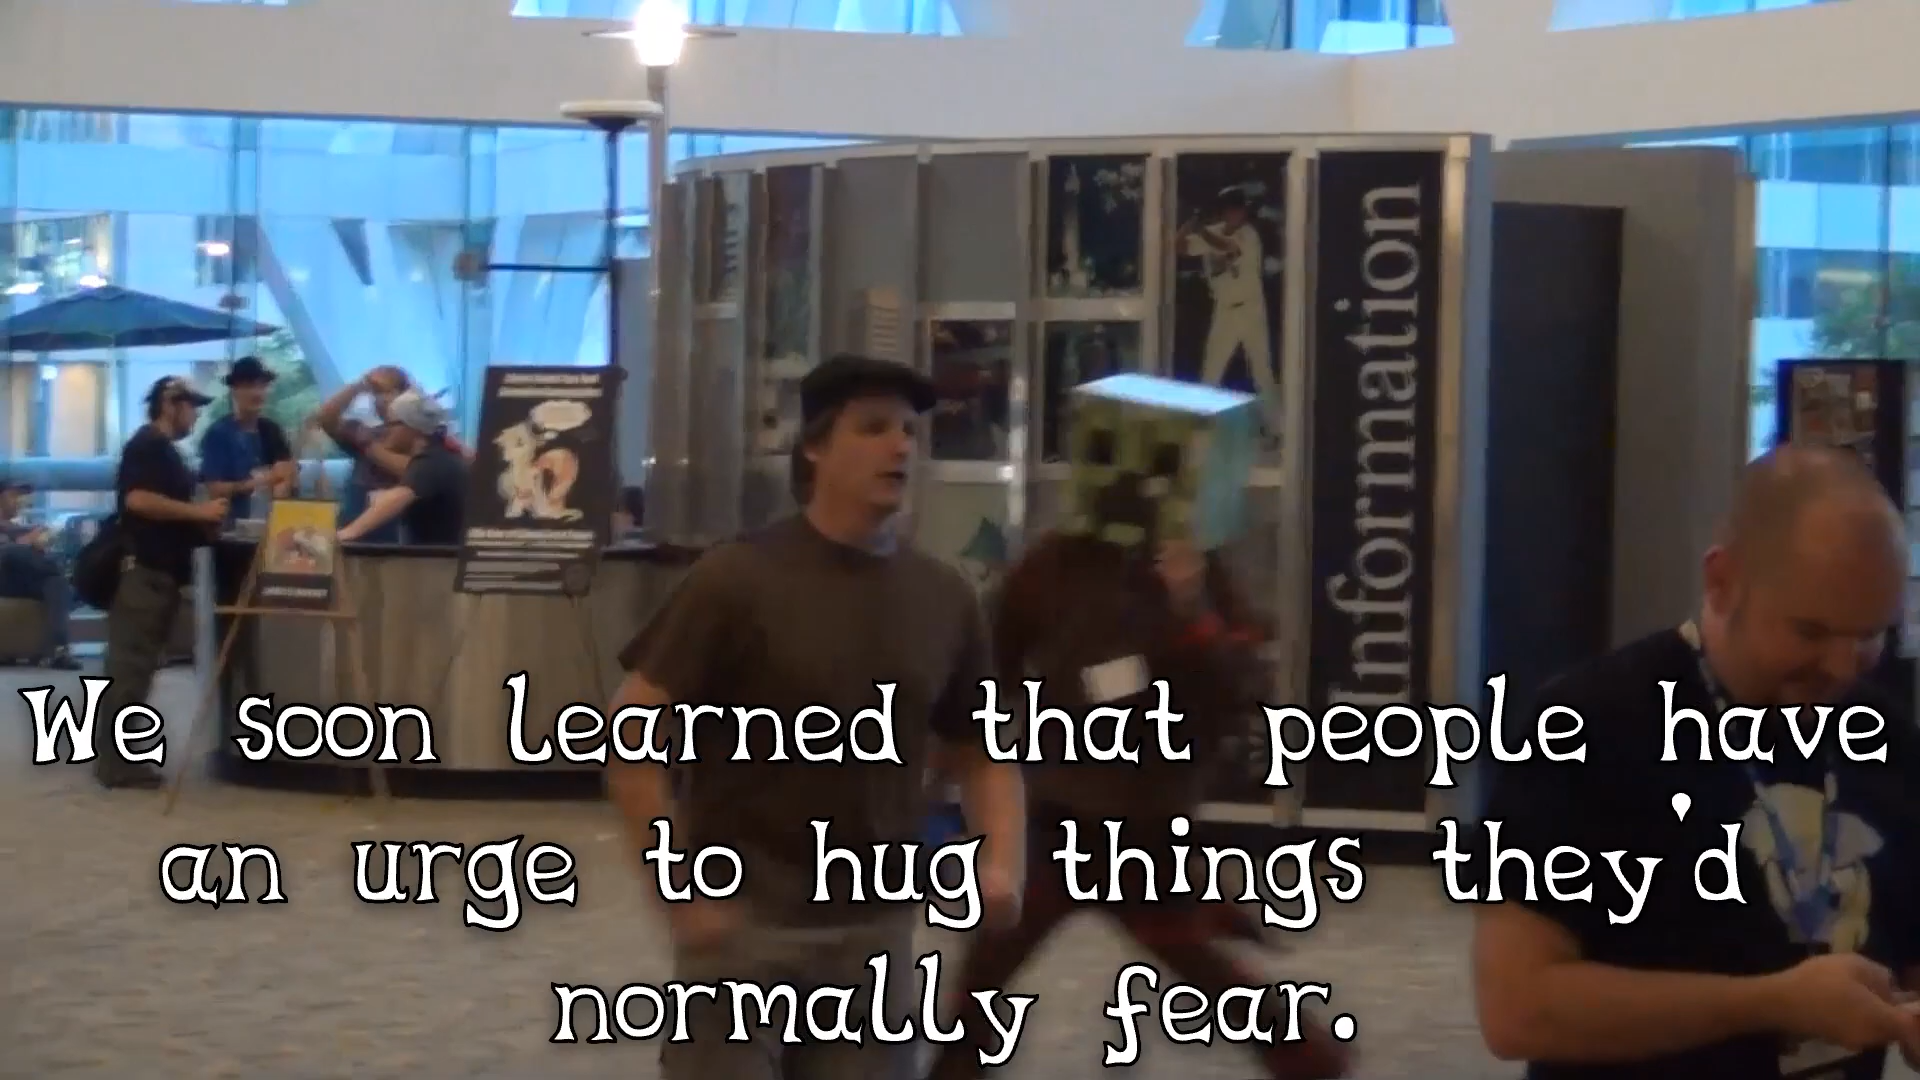 Information
We soon learned that people have
an urge to hug things they'd
normally fear.